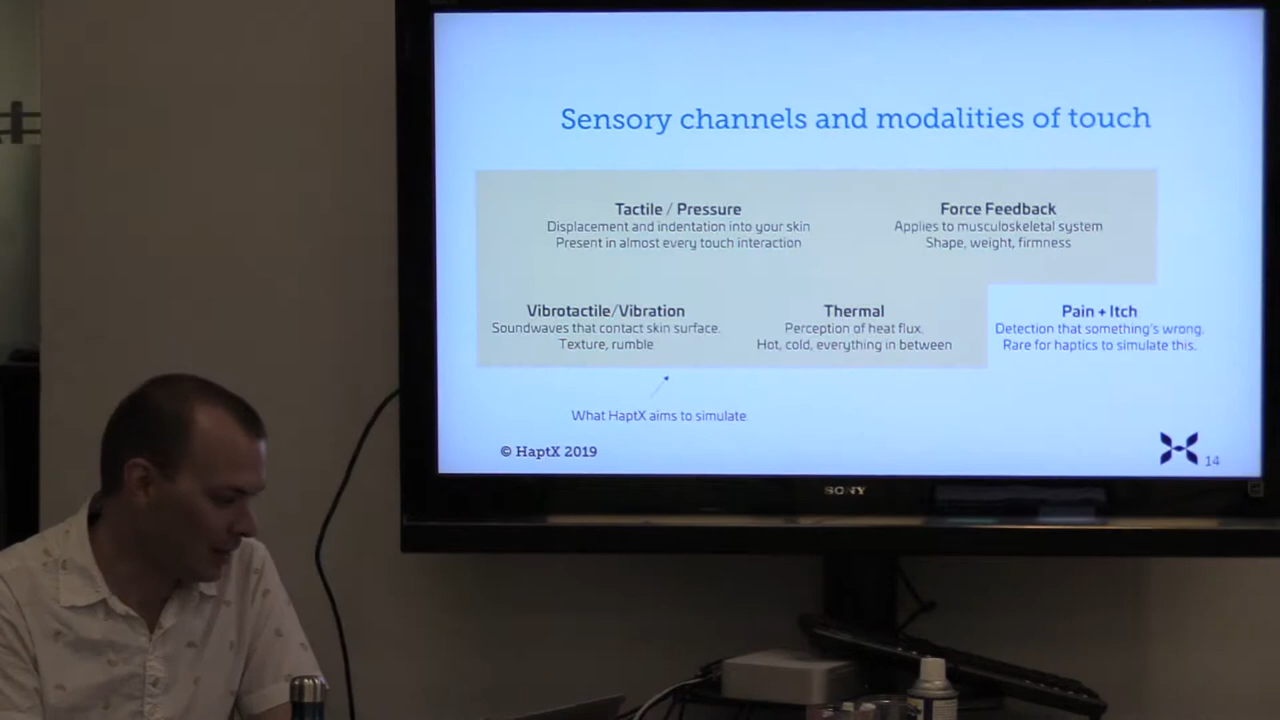 Sensory channels and modalities of touch
Tactile / Pressure
Displacement and indentation into your skin
Present in almost every touch interaction
Force Feedback
Applies to musculoskeletal system
Shape, weight, firmness
Vibrotactile/Vibration
Soundwaves that contact skin surface.
Texture, rumble
Thermal
Perception of heat flux.
Hot, cold, everything in between
Pain + Itch
Detection that something's wrong.
Rare for haptics to simulate this.
What HaptX aims to simulate
© HaptX 2019
14
SONY